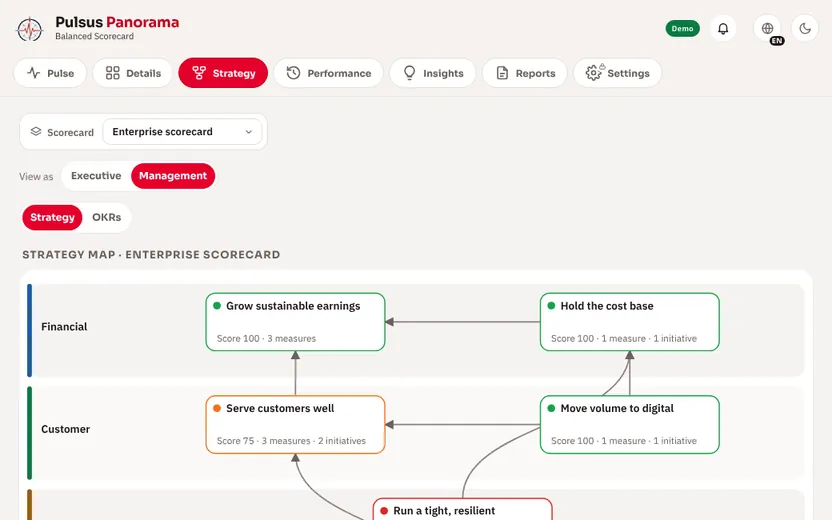 Pulsus Panorama
Balanced Scorecard
Demo
EN
Pulse
Details
Strategy
Performance
Insights
Reports
Settings
Scorecard
Enterprise scorecard
View as
Executive
Management
Strategy
OKRs
STRATEGY MAP · ENTERPRISE SCORECARD
Financial
Grow sustainable earnings
Score 100 · 3 measures
Hold the cost base
Score 100 · 1 measure · 1 initiative
Customer
Serve customers well
Score 75 · 3 measures · 2 initiatives
Move volume to digital
Score 100 · 1 measure · 1 initiative
Run a tight, resilient